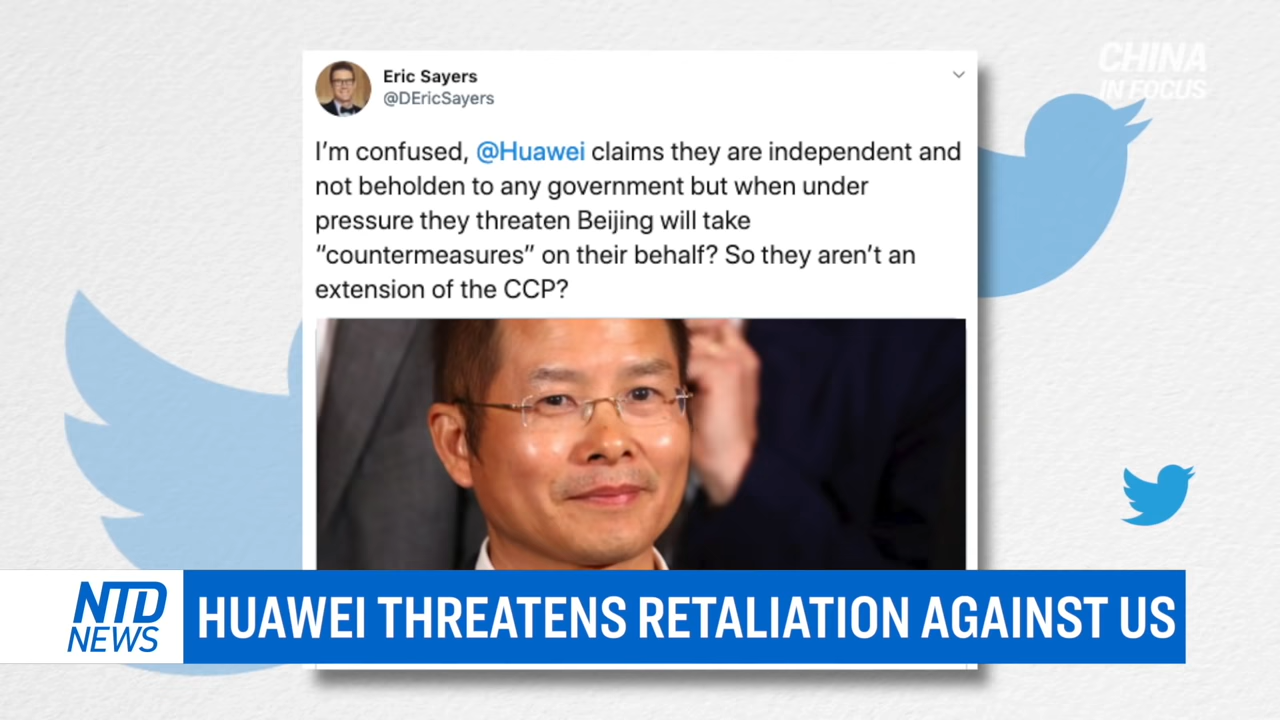 CHINA
IN FOCUS
Eric Sayers
@DEricSayers
I’m confused, @Huawei claims they are independent and
not beholden to any government but when under
pressure they threaten Beijing will take
“countermeasures” on their behalf? So they aren’t an
extension of the CCP?
NTD
NEWS
HUAWEI THREATENS RETALIATION AGAINST US